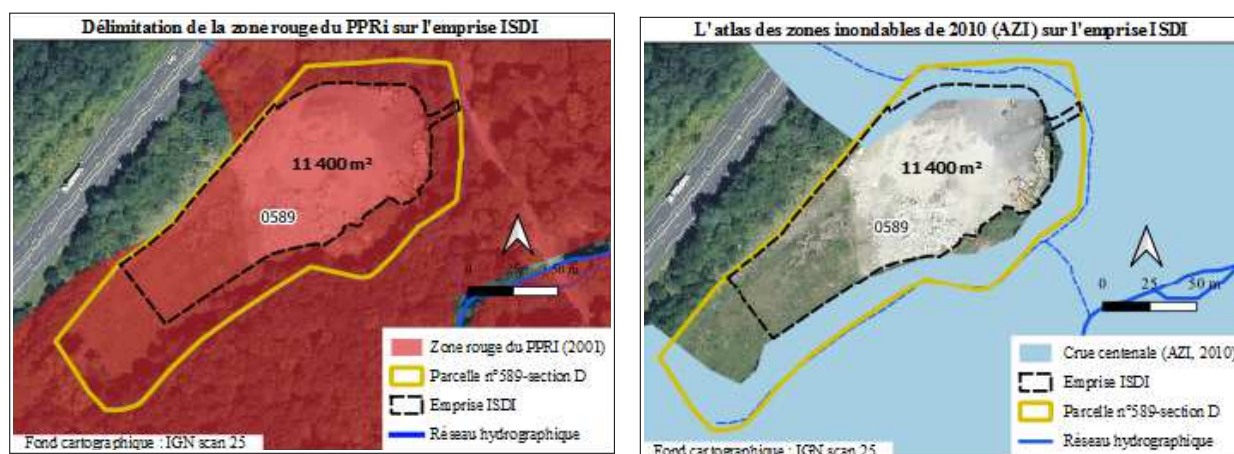 Délimitation de la zone rouge du PPRi sur l'emprise ISDI
11 400 m²
0589
0 25 50 m
Zone rouge du PPRI (2001)
Parcelle n°589-section D
Emprise ISDI
Réseau hydrographique
Fond cartographique : IGN scan 25
L'atlas des zones inondables de 2010 (AZI) sur l'emprise ISDI
11 400 m²
0589
0 25 50 m
Crue centenale (AZI, 2010)
Emprise ISDI
Parcelle n°589-section D
Réseau hydrographique
Fond cartographique : IGN scan 25